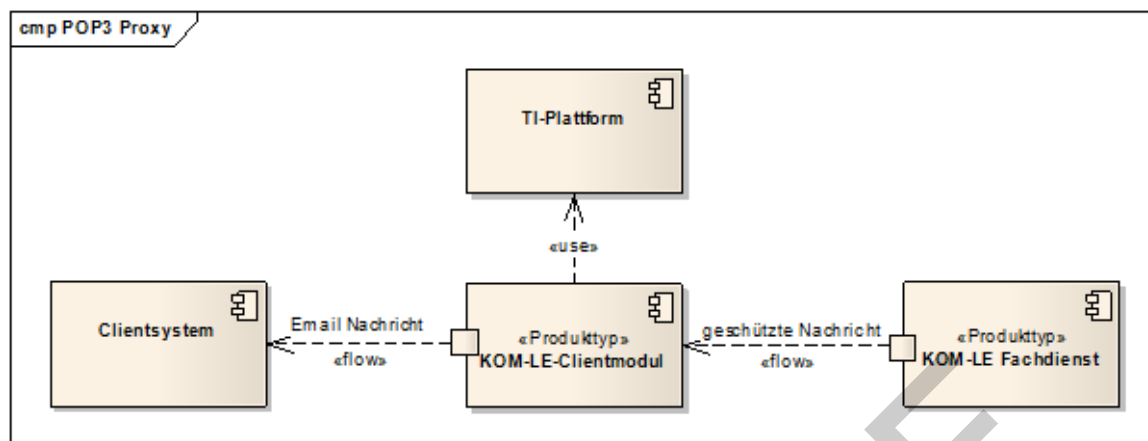 cmp POP3 Proxy
TI-Plattform
«use»
Clientsystem
Email Nachricht
«flow»
«Produkttyp»
KOM-LE-Clientmodul
geschützte Nachricht
«flow»
«Produkttyp»
KOM-LE Fachdienst